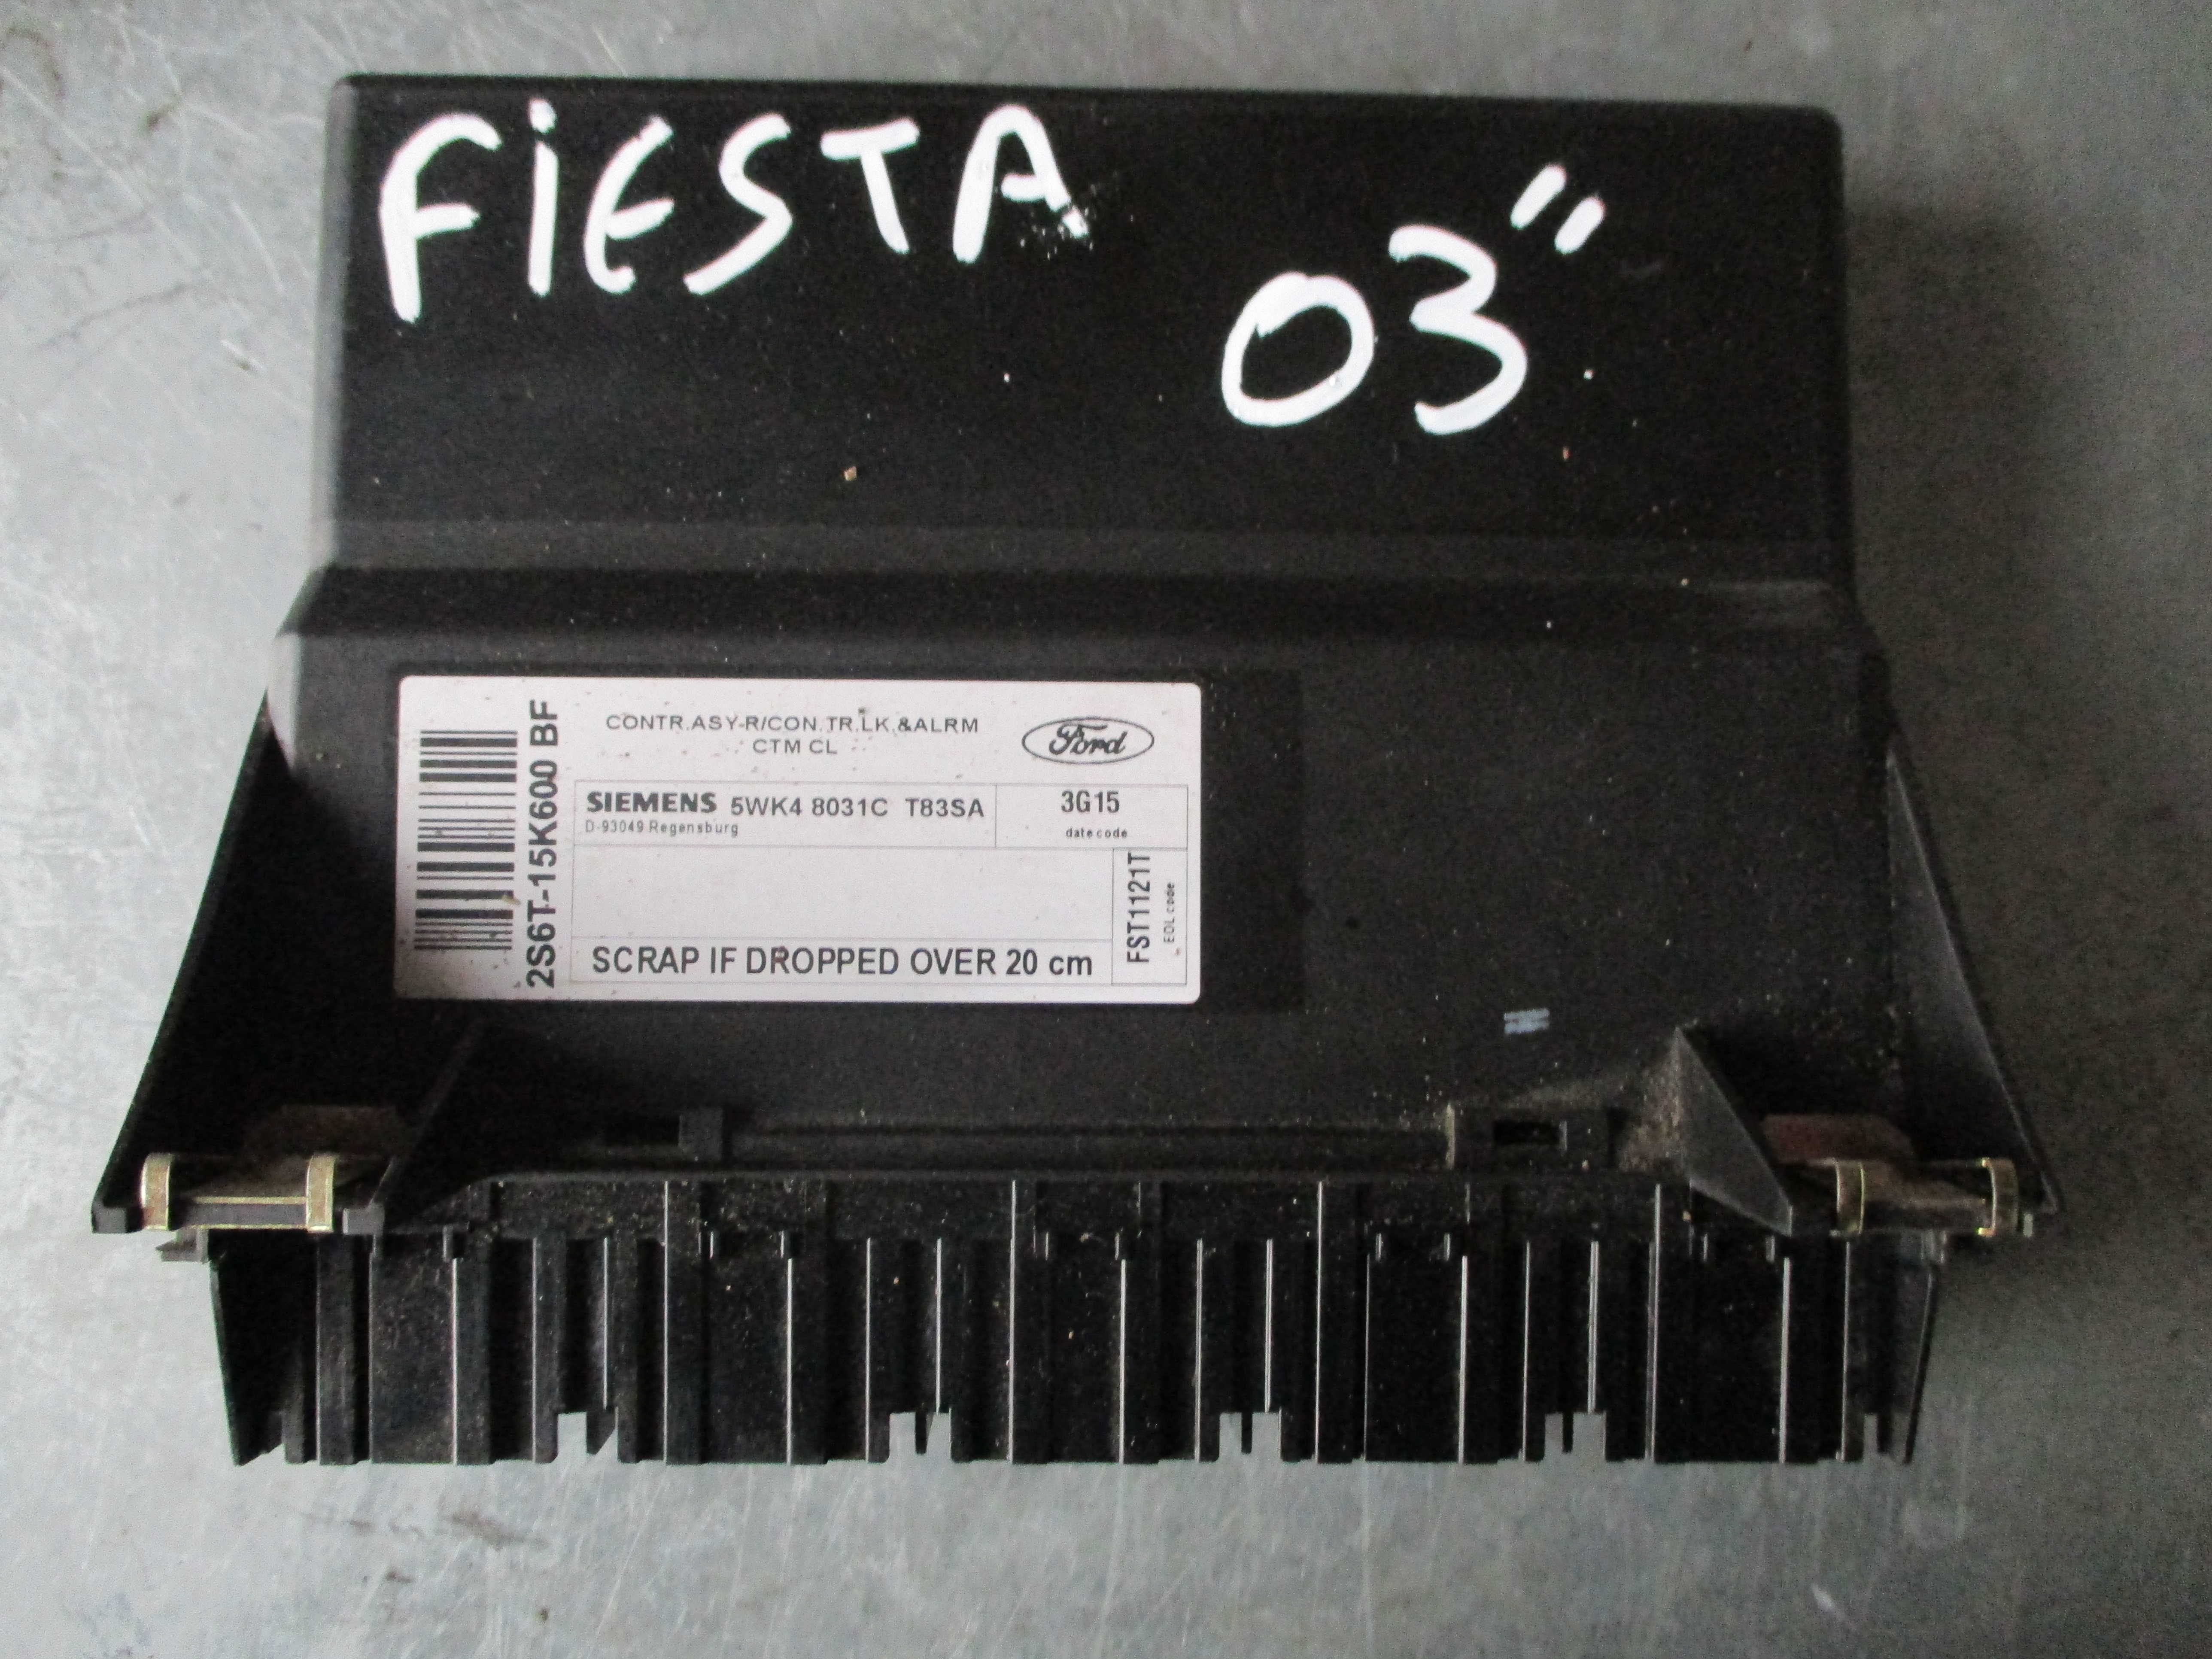 FiESTA
03"
CONTR.ASY-R/CON.TR.LK.&ALRM
CTM CL
Ford
2S6T-15K600 BF
SIEMENS 5WK4 8031C T83SA
D-93049 Regensburg
3G15
date code
FST11121T
EOL code
SCRAP IF DROPPED OVER 20 cm